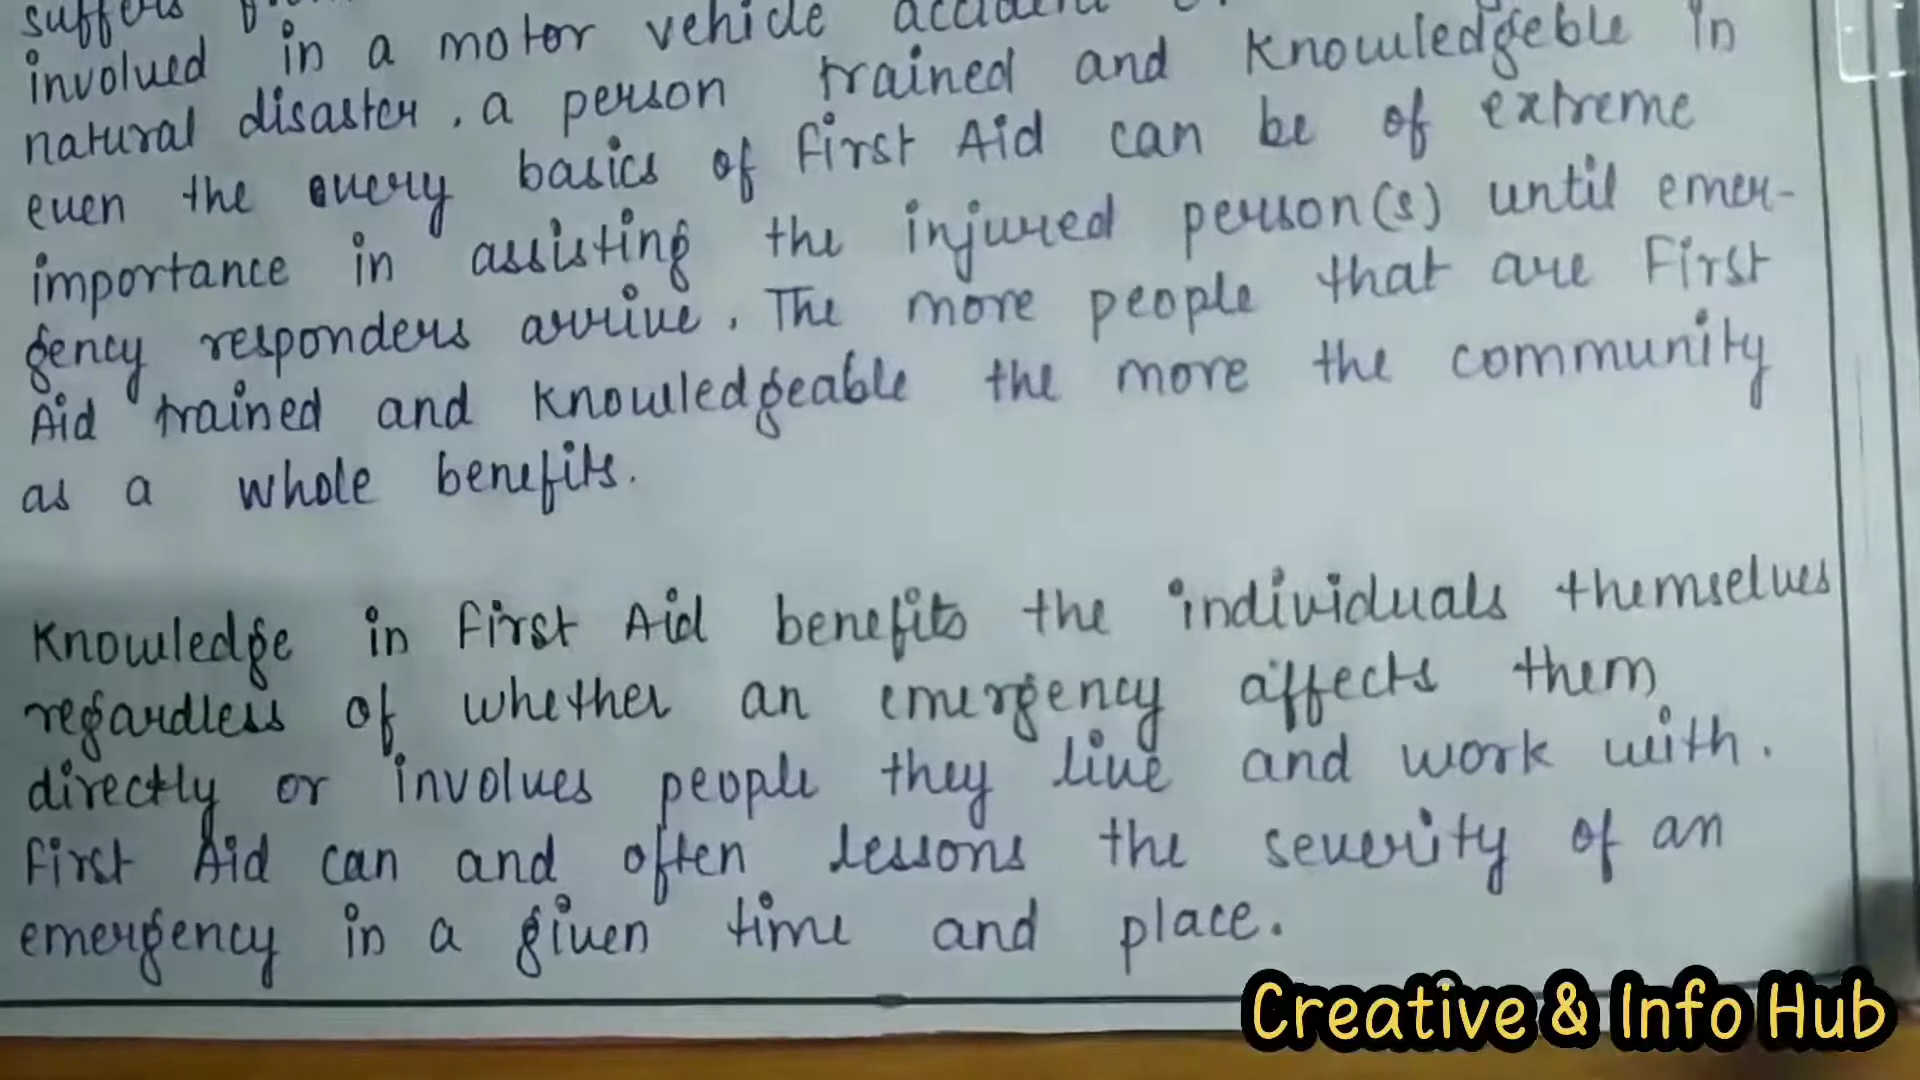 suffers
involved in a motor vehicle accident
natural disaster, a person trained and knowledgeble in
even the very basics of First Aid can be of extreme
importance in assisting the injured person(s) until emer-
gency responders arrive. The more people that are First
Aid trained and knowledgeable the more the community
as a whole benefits.
Knowledge in First Aid benefits the individuals themselves
regardless of whether an emergency affects them
directly or involves people they live and work with.
First Aid can and often lessons the severity of an
emergency in a given time and place.
Creative & Info Hub